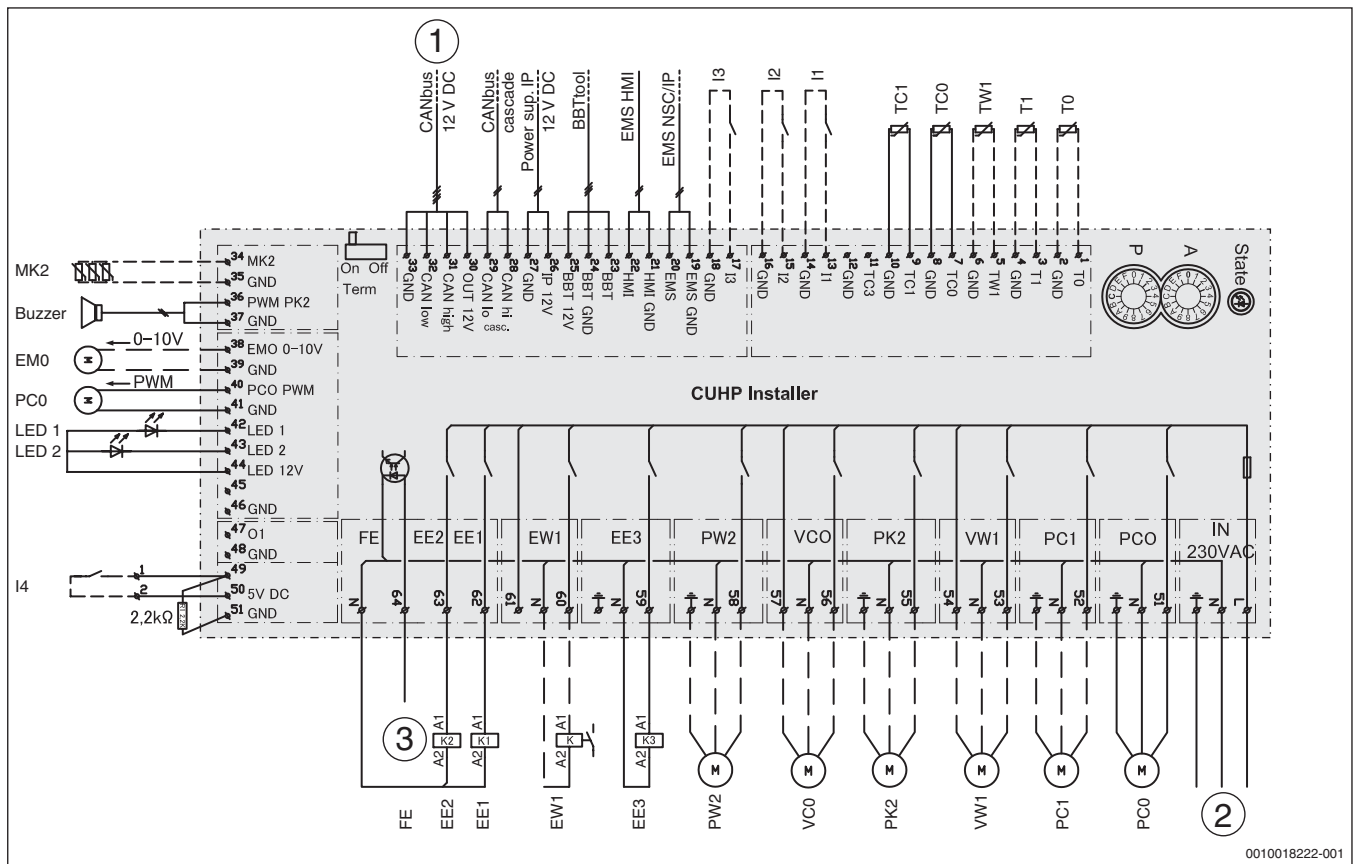 1
CANbus
12 V DC
CANbus
cascade
Power sup. IP
12 V DC
BBTtool
EMS HMI
EMS NSC/IP
I3
I2
I1
TC1
TC0
TW1
T1
T0
MK2
Buzzer
EM0
0-10V
PC0
PWM
LED 1
LED 2
I4
1
2
2,2kΩ
34 MK2
35 GND
36 PWM PK2
37 GND
38 EMO 0-10V
39 GND
40 PCO PWM
41 GND
42 LED 1
43 LED 2
44 LED 12V
45
46 GND
47 O1
48 GND
49
50 5V DC
51 GND
On Off
Term
33 GND
32 CAN low
31 CAN high
30 OUT 12V
29 CAN lo
28 CAN hi
casc.
27 GND
26 IP 12V
25 BBT 12V
24 BBT GND
23 BBT
22 HMI
21 HMI GND
20 EMS
19 EMS GND
18 GND
17 I3
16 GND
15 I2
14 GND
13 I1
12 GND
11 TC3
10 GND
9 TC1
8 GND
7 TC0
6 GND
5 TW1
4 GND
3 T1
2 GND
1 T0
P
A
State
CUHP Installer
FE
EE2
EE1
EW1
EE3
PW2
VCO
PK2
VW1
PC1
PCO
IN
230VAC
N
64
63
62
61
N
60
N
59
N
58
57
N
56
N
55
54
N
53
N
52
N
51
N
L
3
A1
K2
A2
A1
K1
A2
A1
K
A2
A1
K3
A2
M
M
M
M
M
M
M
M
2
FE
EE2
EE1
EW1
EE3
PW2
VC0
PK2
VW1
PC1
PC0
0010018222-001